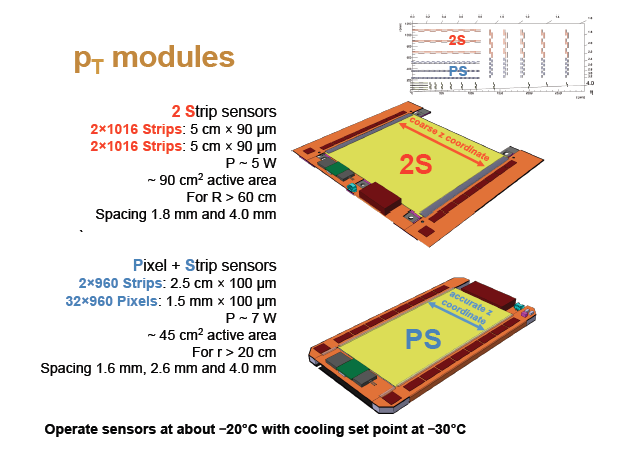 pT modules
2S
PS
4.0
η
2 Strip sensors
2×1016 Strips: 5 cm × 90 μm
2×1016 Strips: 5 cm × 90 μm
P ~ 5 W
~ 90 cm² active area
For R > 60 cm
Spacing 1.8 mm and 4.0 mm
coarse z coordinate
2S
Pixel + Strip sensors
2×960 Strips: 2.5 cm × 100 μm
32×960 Pixels: 1.5 mm × 100 μm
P ~ 7 W
~ 45 cm² active area
For r > 20 cm
Spacing 1.6 mm, 2.6 mm and 4.0 mm
accurate z
coordinate
PS
Operate sensors at about −20°C with cooling set point at −30°C